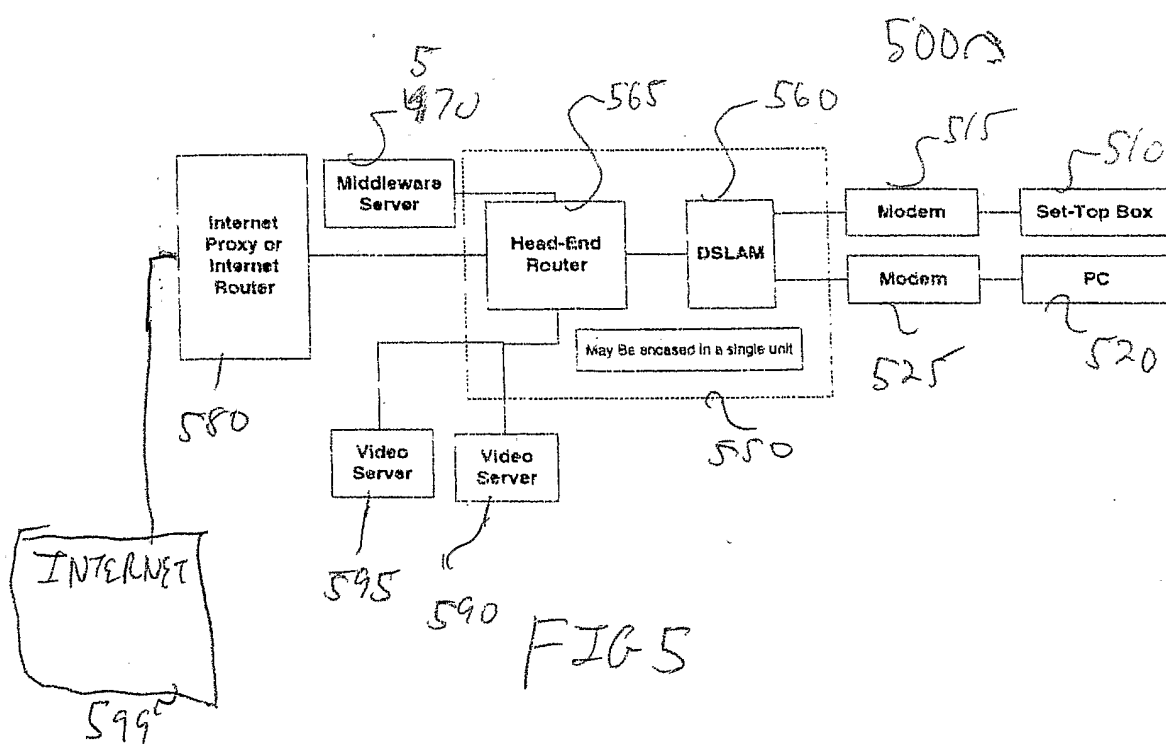 500
5
470
565
560
515
510
Middleware
Server
Internet
Proxy or
Internet
Router
Head-End
Router
DSLAM
Modem
Set-Top Box
Modem
PC
May Be encased in a single unit
580
525
520
550
Video
Server
Video
Server
INTERNET
595
590
FIG 5
599